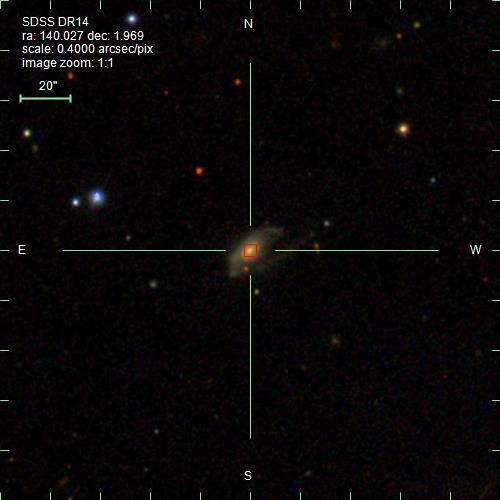 SDSS DR14
ra: 140.027 dec: 1.969
scale: 0.4000 arcsec/pix
image zoom: 1:1
20"
N
E
W
S